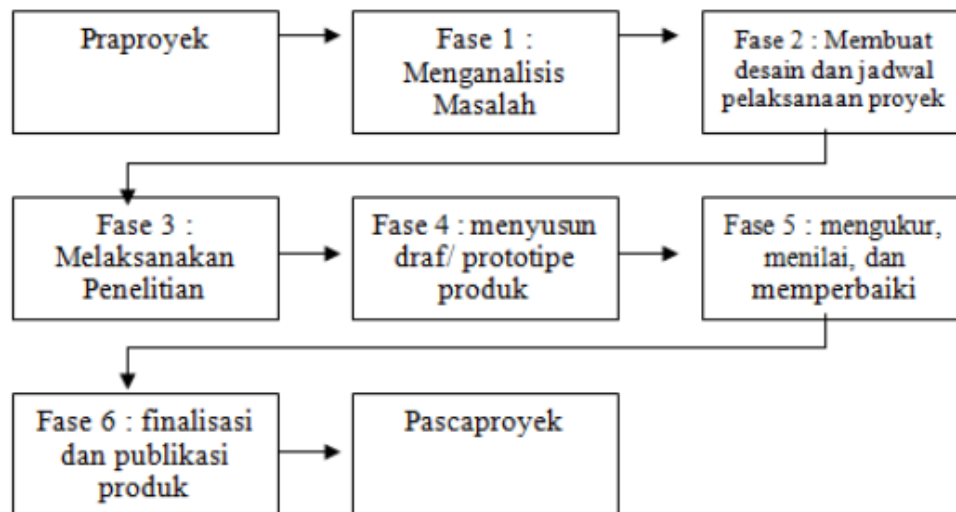 Praproyek
Fase 1 :
Menganalisis
Masalah
Fase 2 : Membuat
desain dan jadwal
pelaksanaan proyek
Fase 3 :
Melaksanakan
Penelitian
Fase 4 : menyusun
draf/ prototipe
produk
Fase 5 : mengukur,
menilai, dan
memperbaiki
Fase 6 : finalisasi
dan publikasi
produk
Pascaproyek